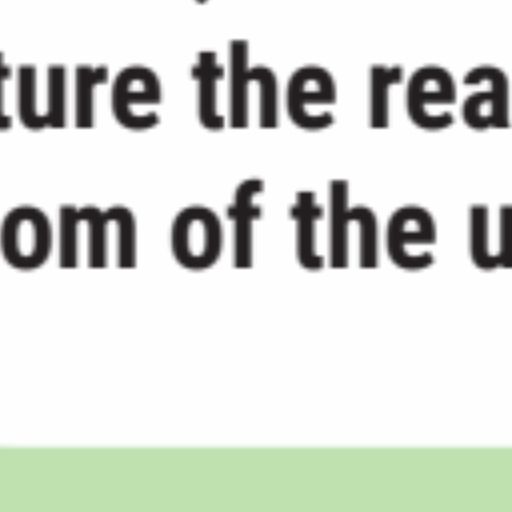 ture the rea
om of the u